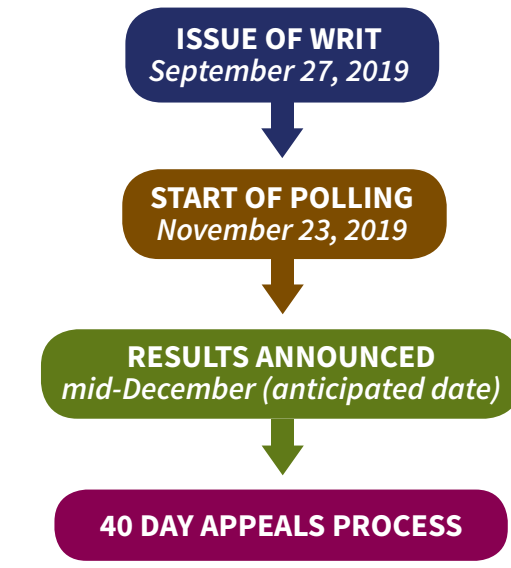 ISSUE OF WRIT
September 27, 2019
START OF POLLING
November 23, 2019
RESULTS ANNOUNCED
mid-December (anticipated date)
40 DAY APPEALS PROCESS